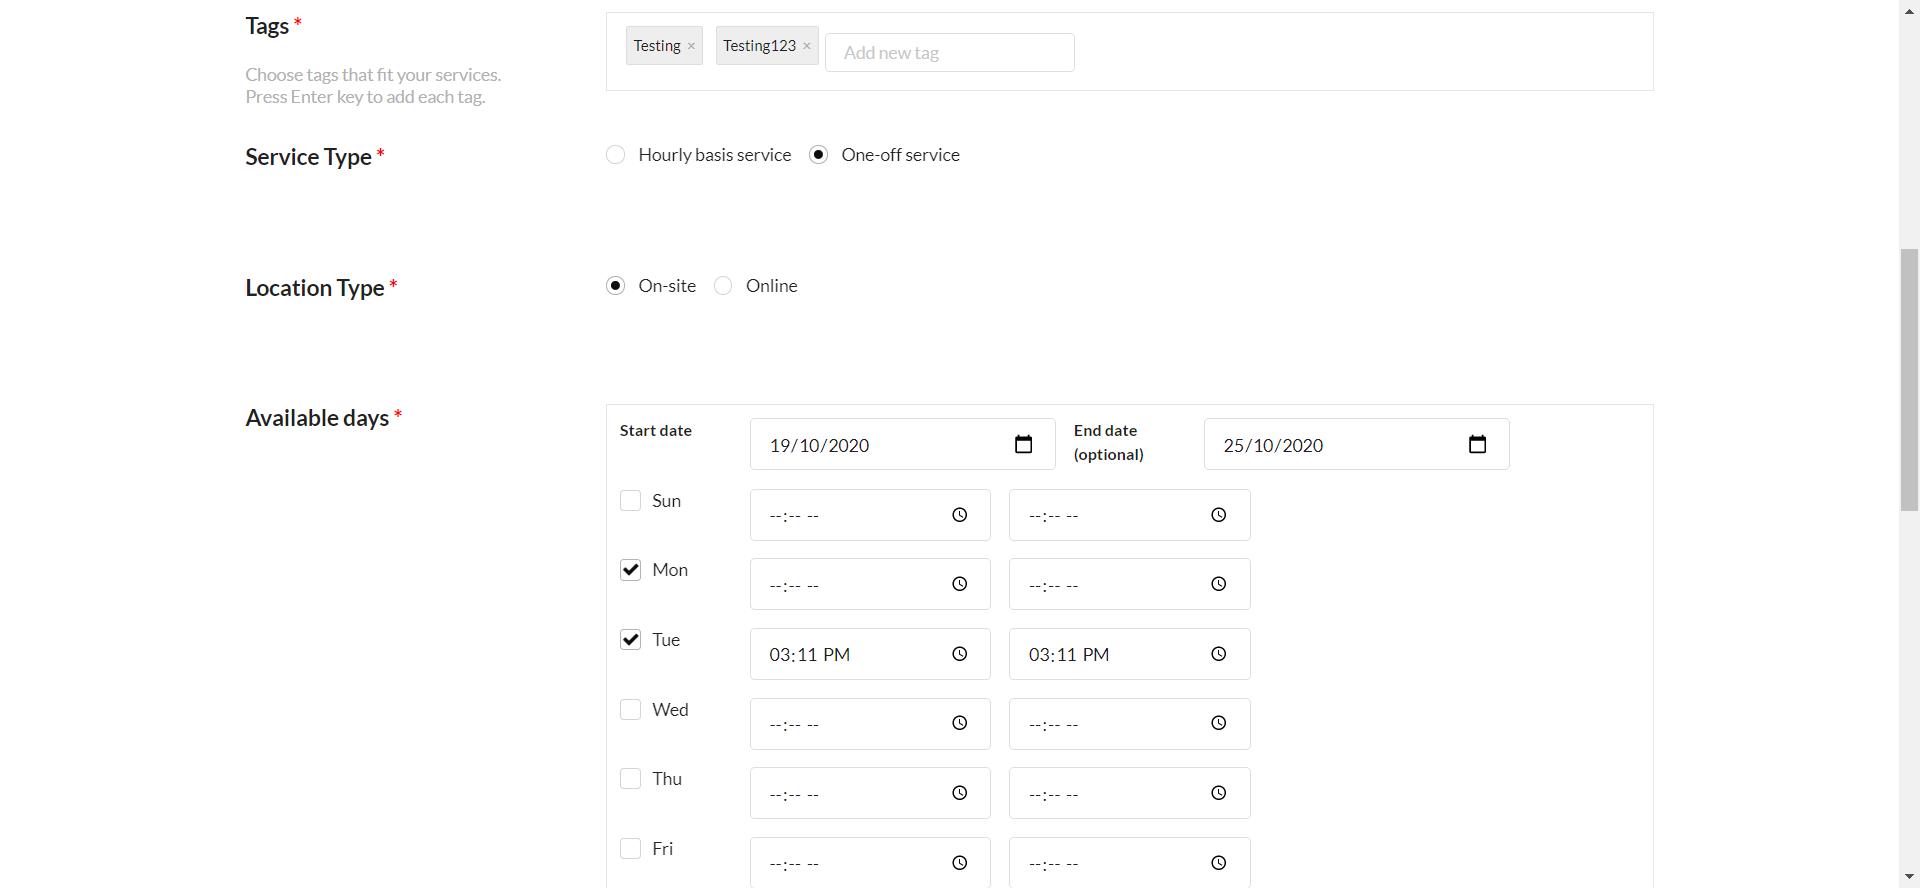 Tags *
Testing ×
Testing123 ×
Add new tag
Choose tags that fit your services.
Press Enter key to add each tag.
Service Type *
Hourly basis service
One-off service
Location Type *
On-site
Online
Available days *
Start date
19/10/2020
End date
(optional)
25/10/2020
Sun
--:-- --
--:-- --
Mon
--:-- --
--:-- --
Tue
03:11 PM
03:11 PM
Wed
--:-- --
--:-- --
Thu
--:-- --
--:-- --
Fri
--:-- --
--:-- --